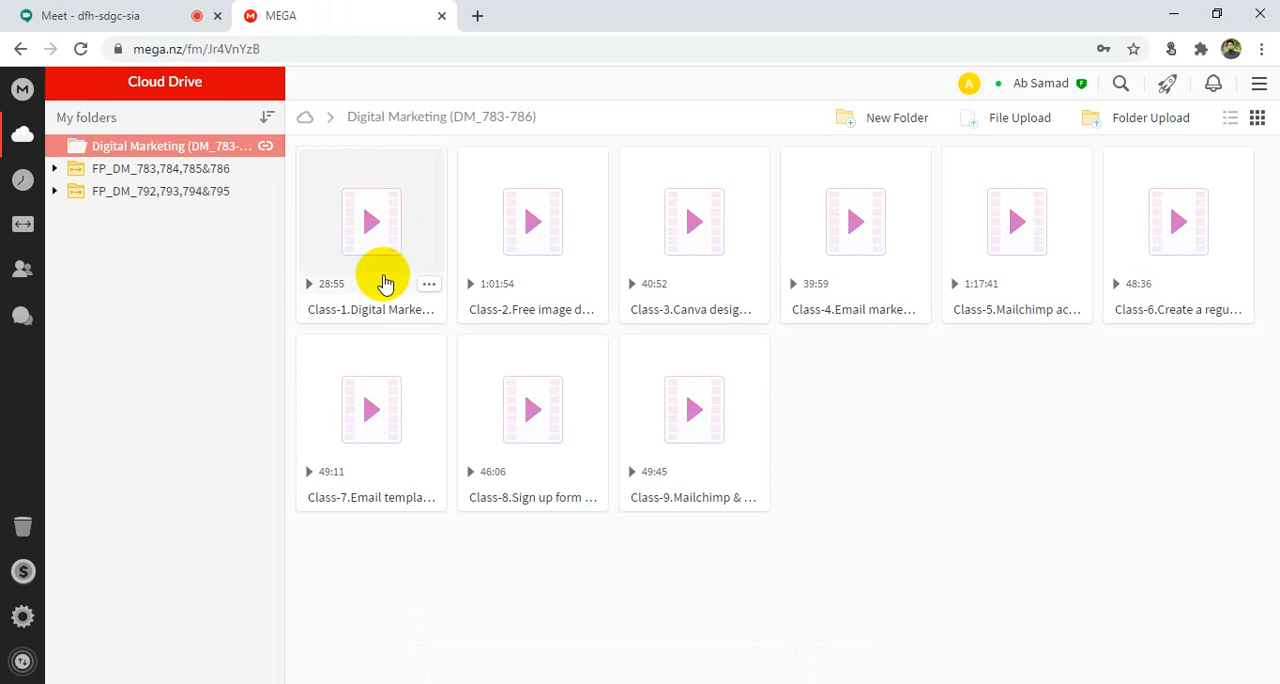 Meet - dfh-sdgc-sia
MEGA
mega.nz/fm/Jr4VnYzB
Cloud Drive
Ab Samad
My folders
Digital Marketing (DM_783-786)
New Folder
File Upload
Folder Upload
Digital Marketing (DM_783-...
FP_DM_783,784,785&786
FP_DM_792,793,794&795
28:55
1:01:54
40:52
39:59
1:17:41
48:36
Class-1.Digital Marke...
Class-2.Free image d...
Class-3.Canva desig...
Class-4.Email marke...
Class-5.Mailchimp ac...
Class-6.Create a regu...
49:11
46:06
49:45
Class-7.Email templa...
Class-8.Sign up form ...
Class-9.Mailchimp & ...